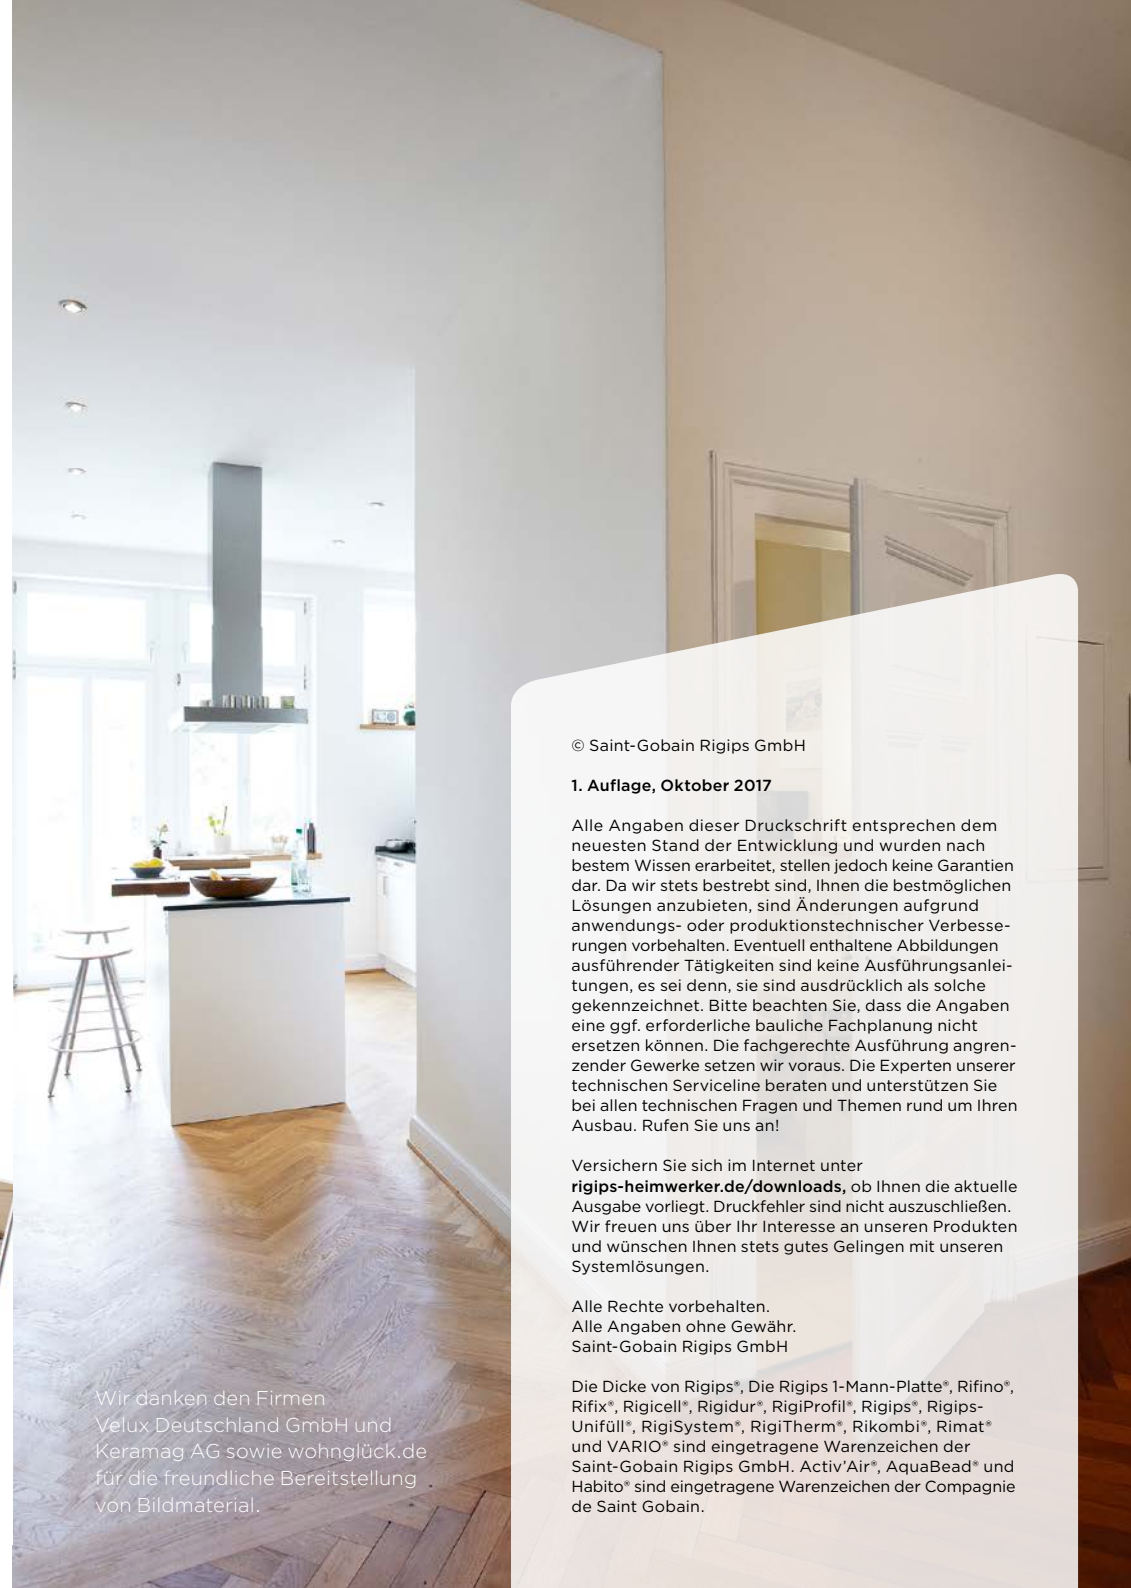 © Saint-Gobain Rigips GmbH
1. Auflage, Oktober 2017
Alle Angaben dieser Druckschrift entsprechen dem
neuesten Stand der Entwicklung und wurden nach
bestem Wissen erarbeitet, stellen jedoch keine Garantien
dar. Da wir stets bestrebt sind, Ihnen die bestmöglichen
Lösungen anzubieten, sind Änderungen aufgrund
anwendungs- oder produktionstechnischer Verbesse-
rungen vorbehalten. Eventuell enthaltene Abbildungen
ausführender Tätigkeiten sind keine Ausführungsanlei-
tungen, es sei denn, sie sind ausdrücklich als solche
gekennzeichnet. Bitte beachten Sie, dass die Angaben
eine ggf. erforderliche bauliche Fachplanung nicht
ersetzen können. Die fachgerechte Ausführung angren-
zender Gewerke setzen wir voraus. Die Experten unserer
technischen Serviceline beraten und unterstützen Sie
bei allen technischen Fragen und Themen rund um Ihren
Ausbau. Rufen Sie uns an!
Versichern Sie sich im Internet unter
rigips-heimwerker.de/downloads, ob Ihnen die aktuelle
Ausgabe vorliegt. Druckfehler sind nicht auszuschließen.
Wir freuen uns über Ihr Interesse an unseren Produkten
und wünschen Ihnen stets gutes Gelingen mit unseren
Systemlösungen.
Alle Rechte vorbehalten.
Alle Angaben ohne Gewähr.
Saint-Gobain Rigips GmbH
Die Dicke von Rigips®, Die Rigips 1-Mann-Platte®, Rifino®,
Rifix®, Rigicell®, Rigidur®, RigiProfil®, Rigips®, Rigips-
Unifüll®, RigiSystem®, RigiTherm®, Rikombi®, Rimat®
und VARIO® sind eingetragene Warenzeichen der
Saint-Gobain Rigips GmbH. Activ’Air®, AquaBead® und
Habito® sind eingetragene Warenzeichen der Compagnie
de Saint Gobain.
Wir danken den Firmen
Velux Deutschland GmbH und
Keramag AG sowie wohnglück.de
für die freundliche Bereitstellung
von Bildmaterial.